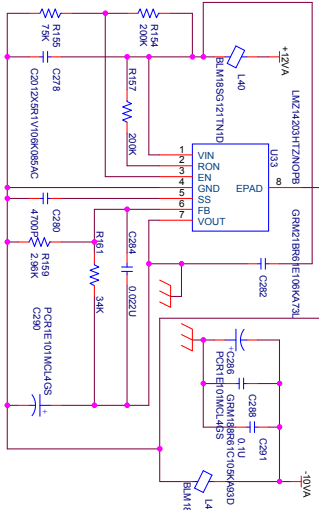 R155
75K
C278
C2012X5R1V106K085AC
R154
200K
R157
200K
L40
BLM18SG121TN1D
+12VA
LMZ14203HTZ/NOPB
U33
1
VIN
2
RON
3
EN
4
GND
5
SS
6
FB
7
VOUT
EPAD
8
GRM21BR61E106KA73L
C282
C280
4700P
R159
2.96K
R161
34K
C284
0.022U
PCR1E101MCL4GS
C290
+
C286
+
PCR1E101MCL4GS
C288
0.1U
GRM188R61C105KA93D
C291
-10VA
L4
BLM18